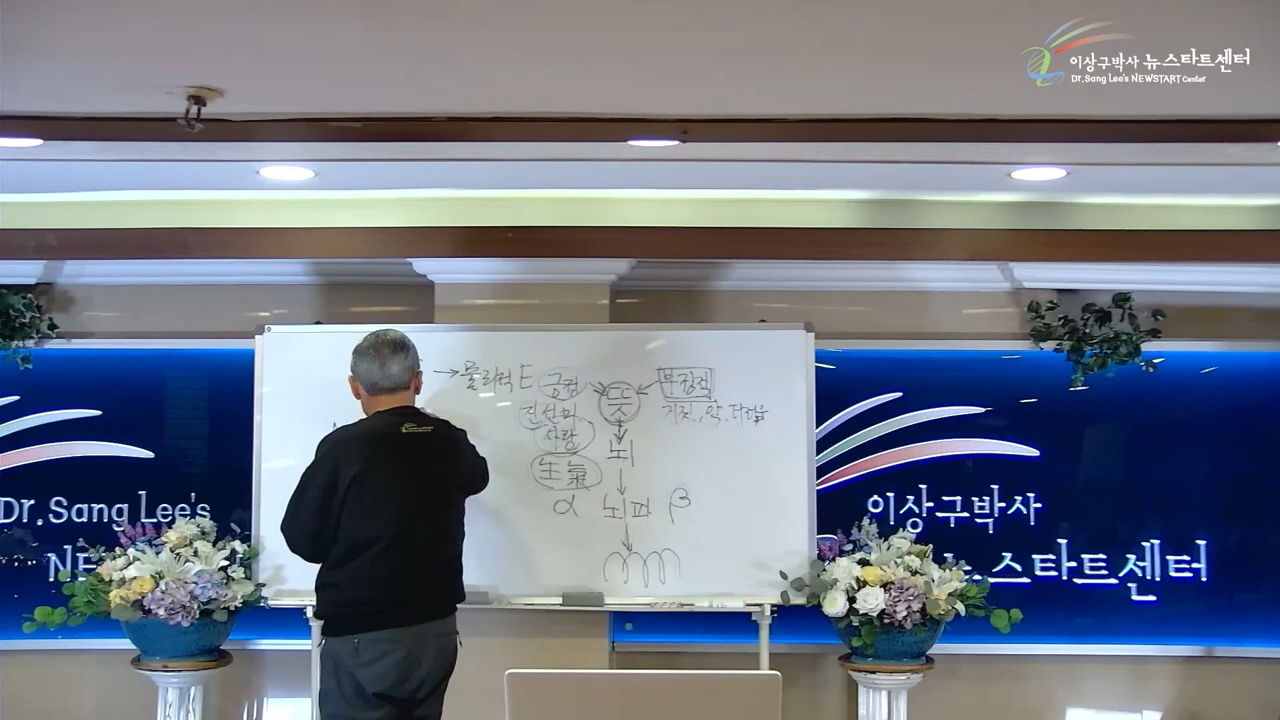 이상구박사 뉴스타트센터
Dr. Sang Lee's NEWSTART Center
→물리적 E
긍정
뜻
부정적
진선미
거짓, 악, 더러움
사랑
뇌
生氣
α 뇌파 β
Dr.Sang Lee's
NE
이상구박사
스타트센터